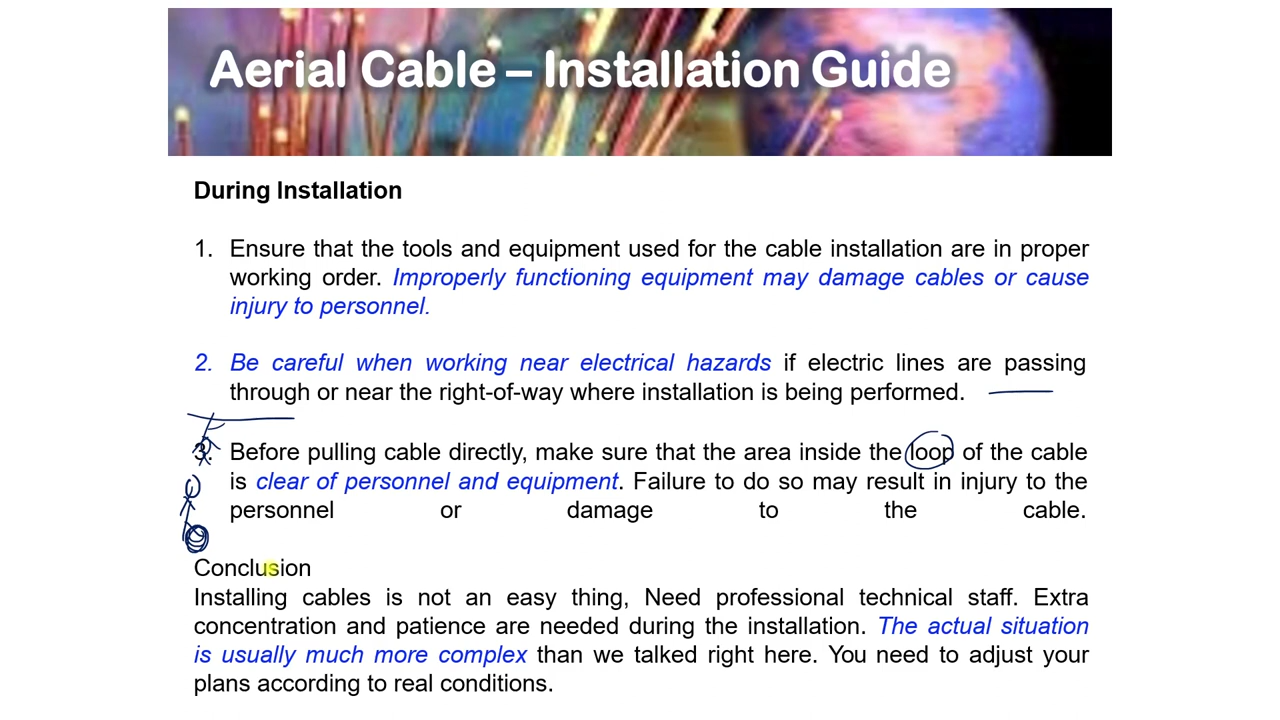 Aerial Cable – Installation Guide
During Installation
1. Ensure that the tools and equipment used for the cable installation are in proper
working order. Improperly functioning equipment may damage cables or cause
injury to personnel.
2. Be careful when working near electrical hazards if electric lines are passing
through or near the right-of-way where installation is being performed.
3. Before pulling cable directly, make sure that the area inside the loop of the cable
is clear of personnel and equipment. Failure to do so may result in injury to the
personnel or damage to the cable.
Conclusion
Installing cables is not an easy thing, Need professional technical staff. Extra
concentration and patience are needed during the installation. The actual situation
is usually much more complex than we talked right here. You need to adjust your
plans according to real conditions.